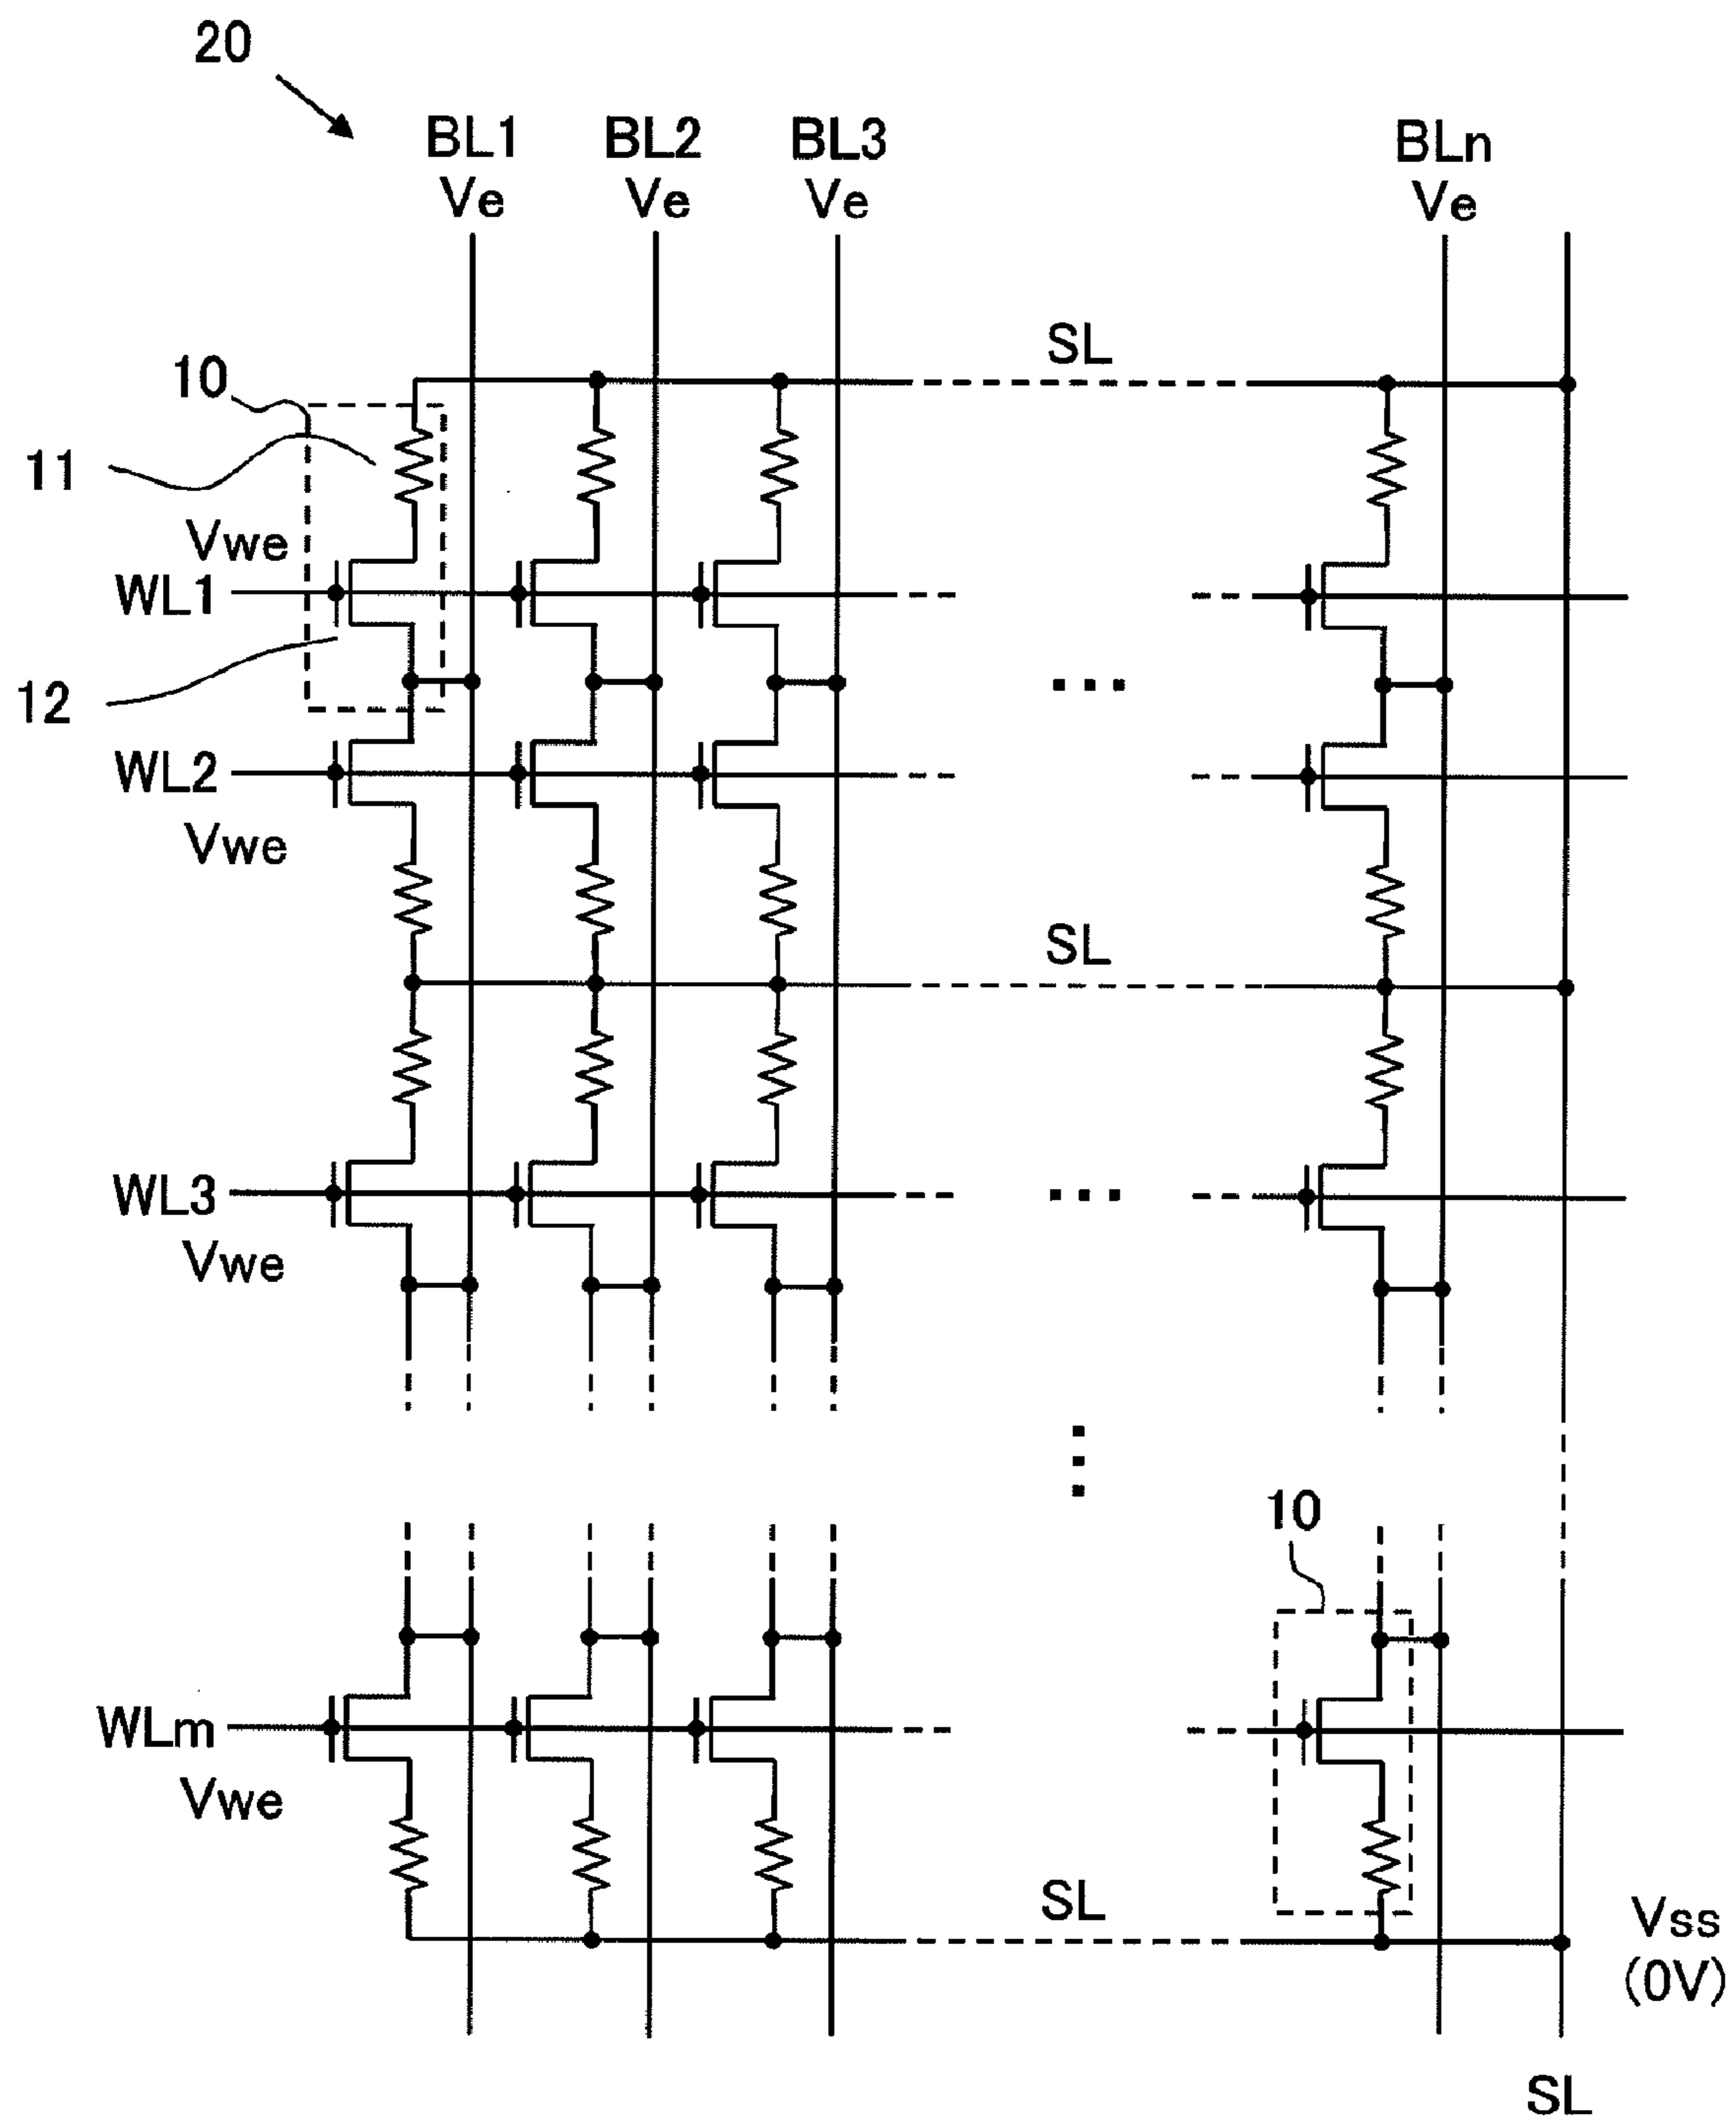 20
BL1 BL2 BL3 BLn
Ve Ve Ve Ve
SL
10
11
Vwe
WL1
12
WL2
Vwe
SL
WL3
Vwe
10
WLm
Vwe
SL
Vss
(0V)
SL